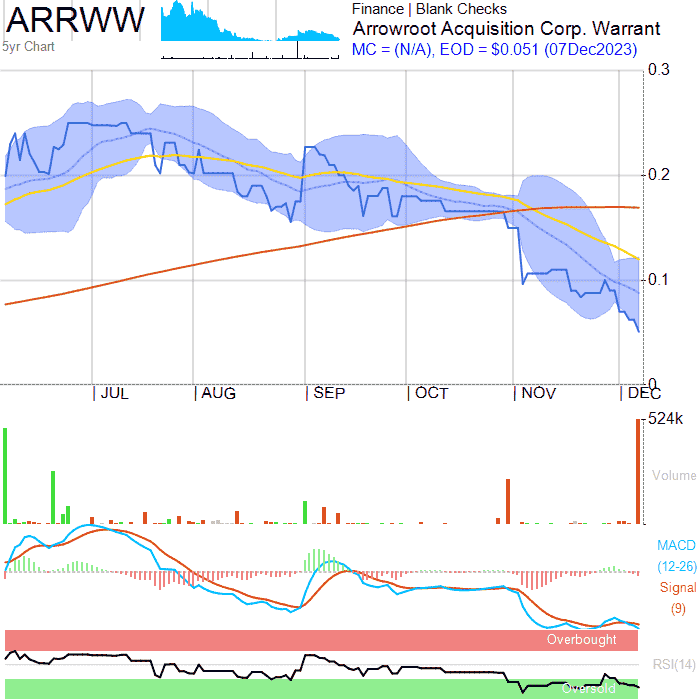 ARRWW
5yr Chart
Finance | Blank Checks
Arrowroot Acquisition Corp. Warrant
MC = (N/A), EOD = $0.051 (07Dec2023)
0.3
0.2
0.1
0
JUL AUG SEP OCT NOV DEC
524k
Volume
MACD
(12-26)
Signal
(9)
Overbought
RSI(14)
Oversold